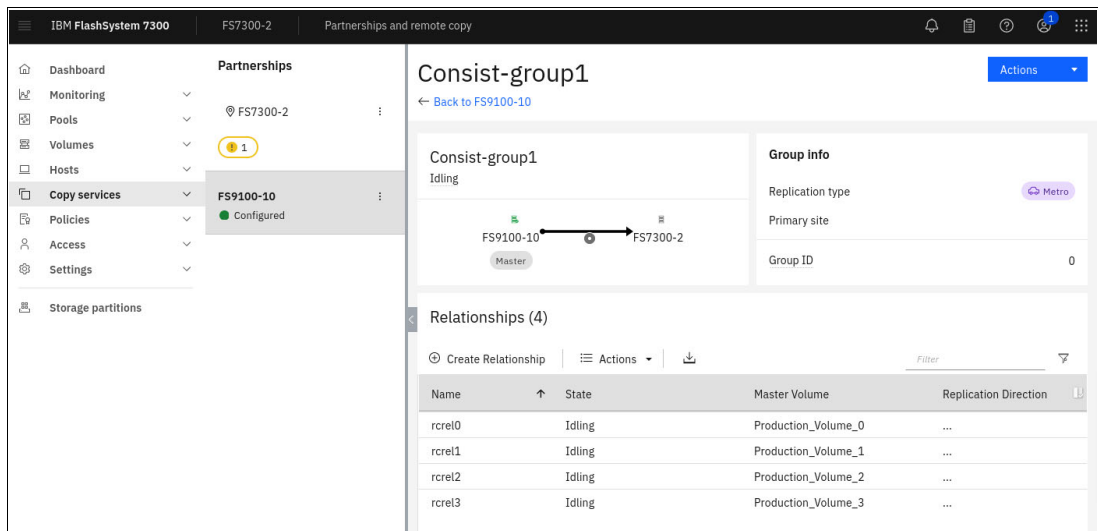 IBM FlashSystem 7300 FS7300-2 Partnerships and remote copy 1
Dashboard
Monitoring
Pools
Volumes
Hosts
Copy services
Policies
Access
Settings
Storage partitions
Partnerships
FS7300-2
1
FS9100-10
Configured
Consist-group1
Actions
← Back to FS9100-10
Consist-group1
Idling
FS9100-10 FS7300-2
Master
Group info
Replication type Metro
Primary site
Group ID 0
Relationships (4)
Create Relationship Actions Filter
Name State Master Volume Replication Direction
rcrel0 Idling Production_Volume_0 ...
rcrel1 Idling Production_Volume_1 ...
rcrel2 Idling Production_Volume_2 ...
rcrel3 Idling Production_Volume_3 ...